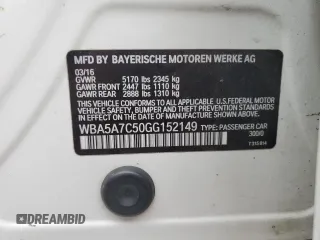 MFD. BY BAYERISCHE MOTOREN WERKE AG
03/16
GVWR 5170 lbs 2345 kg
GAWR FRONT 2447 lbs 1110 kg
GAWR REAR 2888 lbs 1310 kg
THIS VEHICLE CONFORMS TO ALL APPLICABLE U.S. FEDERAL MOTOR
VEHICLE SAFETY, BUMPER, AND THEFT PREVENTION STANDARDS
IN EFFECT ON THE DATE OF MANUFACTURE SHOWN ABOVE.
WBA5A7C50GG152149 TYPE: PASSENGER CAR
300/0
DREAMBID